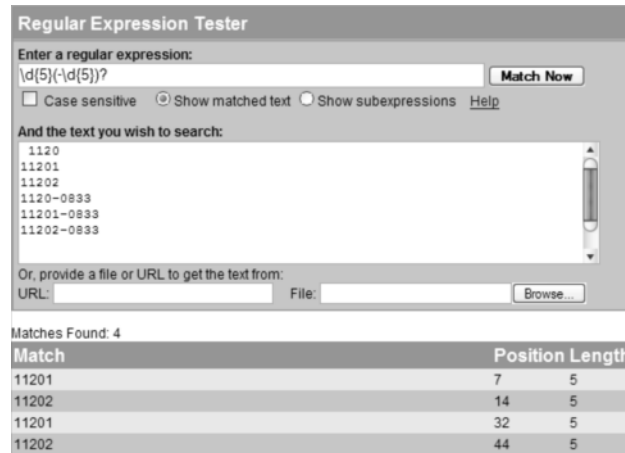 Regular Expression Tester
Enter a regular expression:
\d{5}(-\d{5})?
Match Now
Case sensitive Show matched text Show subexpressions Help
And the text you wish to search:
1120
11201
11202
1120-0833
11201-0833
11202-0833
Or, provide a file or URL to get the text from:
URL: File: Browse...
Matches Found: 4
Match Position Length
11201 7 5
11202 14 5
11201 32 5
11202 44 5